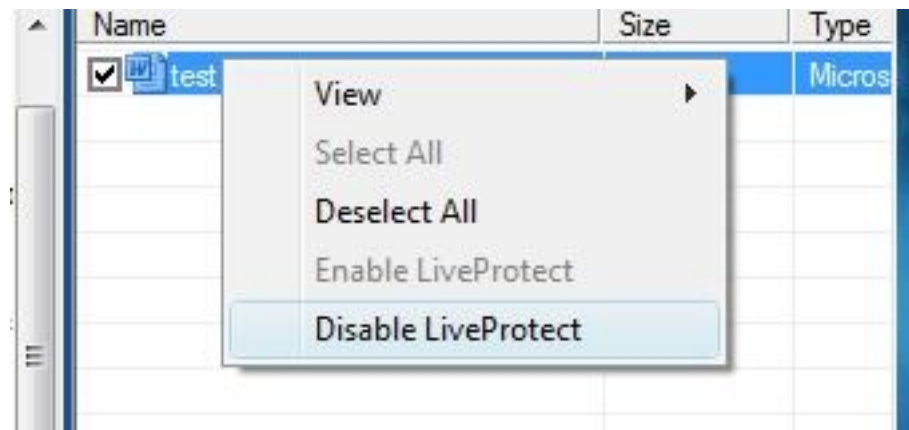 Name Size Type
test Micros
View
Select All
Deselect All
Enable LiveProtect
Disable LiveProtect